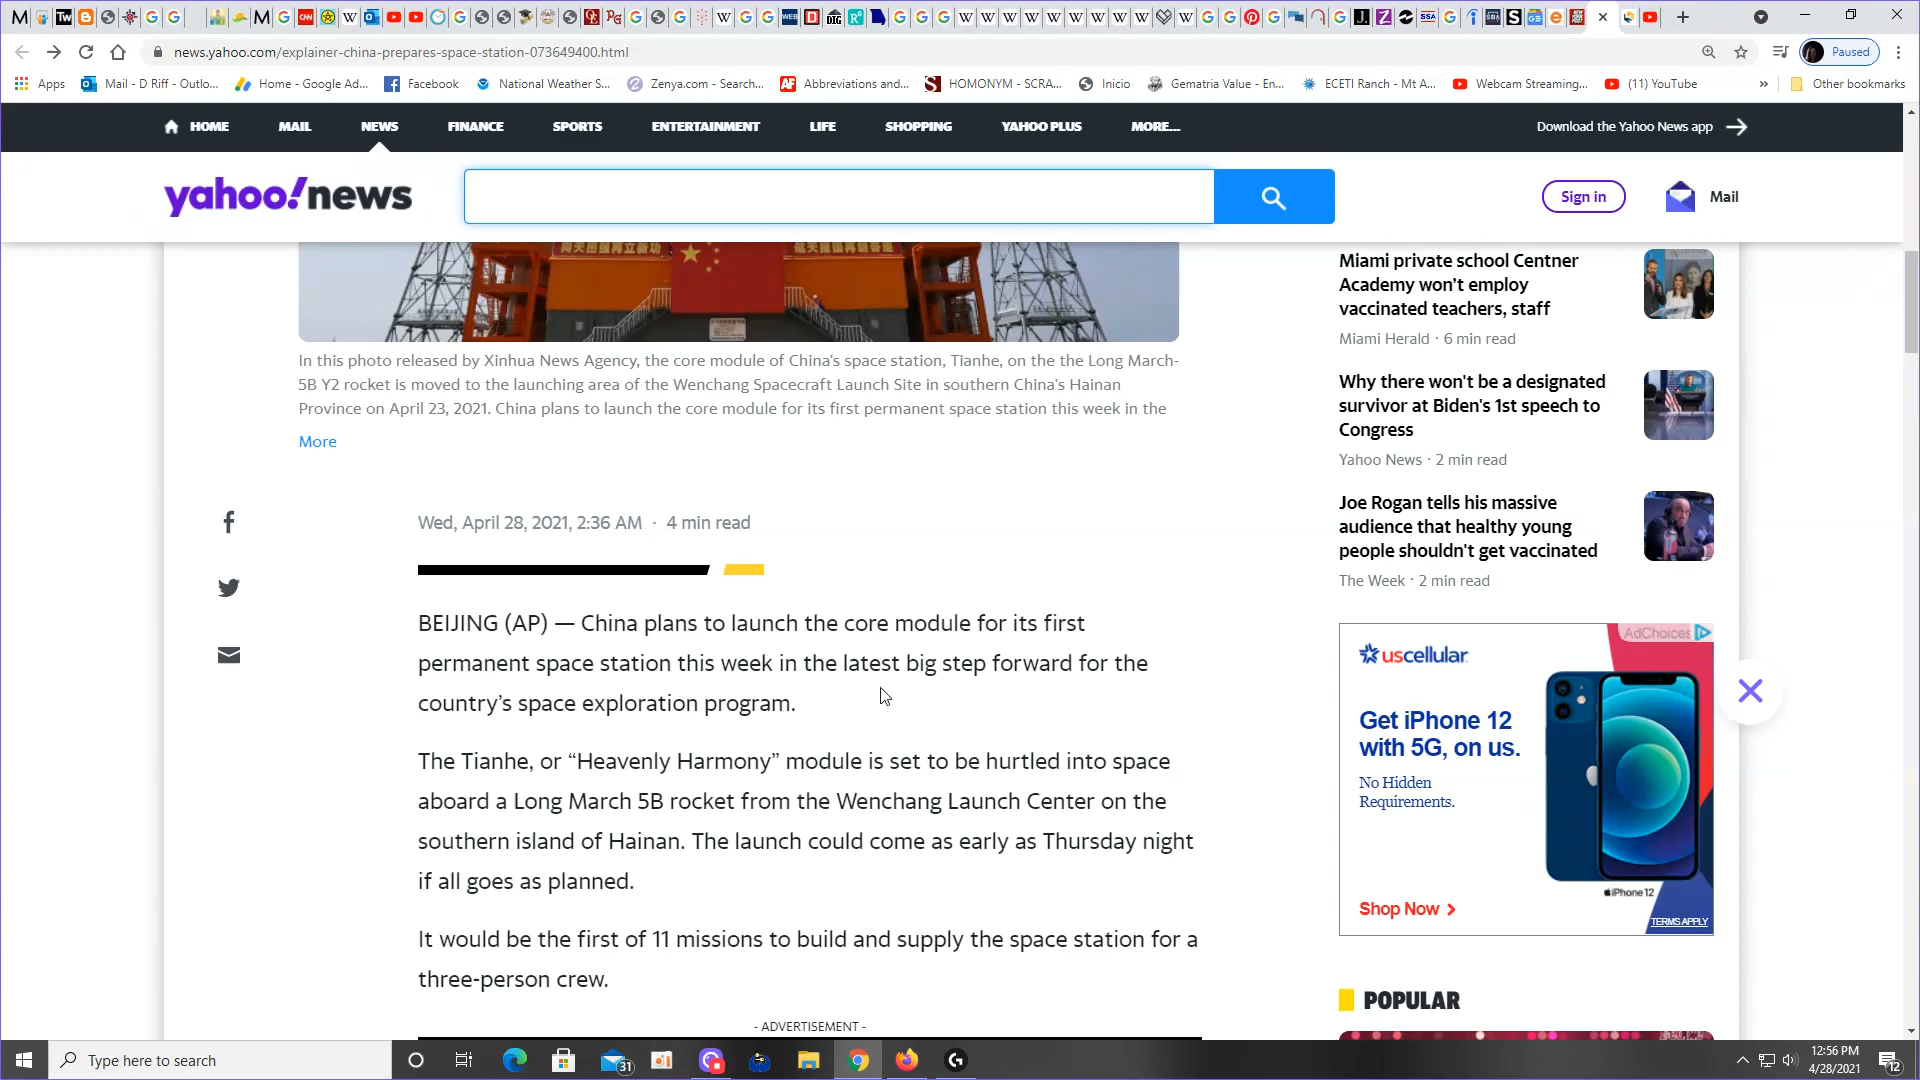 news.yahoo.com/explainer-china-prepares-space-station-073649400.html
Paused
Apps
Mail - D Riff - Outlo...
Home - Google Ad...
Facebook
National Weather S...
Zenya.com - Search...
Abbreviations and...
HOMONYM - SCRA...
Inicio
Gematria Value - En...
ECETI Ranch - Mt A...
Webcam Streaming...
(11) YouTube
»
Other bookmarks
HOME
MAIL
NEWS
FINANCE
SPORTS
ENTERTAINMENT
LIFE
SHOPPING
YAHOO PLUS
MORE...
Download the Yahoo News app
yahoo!news
Sign in
Mail
In this photo released by Xinhua News Agency, the core module of China's space station, Tianhe, on the the Long March-
5B Y2 rocket is moved to the launching area of the Wenchang Spacecraft Launch Site in southern China's Hainan
Province on April 23, 2021. China plans to launch the core module for its first permanent space station this week in the
More
Wed, April 28, 2021, 2:36 AM · 4 min read
BEIJING (AP) — China plans to launch the core module for its first
permanent space station this week in the latest big step forward for the
country’s space exploration program.
The Tianhe, or “Heavenly Harmony” module is set to be hurtled into space
aboard a Long March 5B rocket from the Wenchang Launch Center on the
southern island of Hainan. The launch could come as early as Thursday night
if all goes as planned.
It would be the first of 11 missions to build and supply the space station for a
three-person crew.
- ADVERTISEMENT -
Miami private school Centner
Academy won’t employ
vaccinated teachers, staff
Miami Herald · 6 min read
Why there won't be a designated
survivor at Biden's 1st speech to
Congress
Yahoo News · 2 min read
Joe Rogan tells his massive
audience that healthy young
people shouldn't get vaccinated
The Week · 2 min read
AdChoices
uscellular
Get iPhone 12
with 5G, on us.
No Hidden
Requirements.
iPhone 12
Shop Now
TERMS APPLY
POPULAR
Type here to search
31
12:56 PM
4/28/2021
12